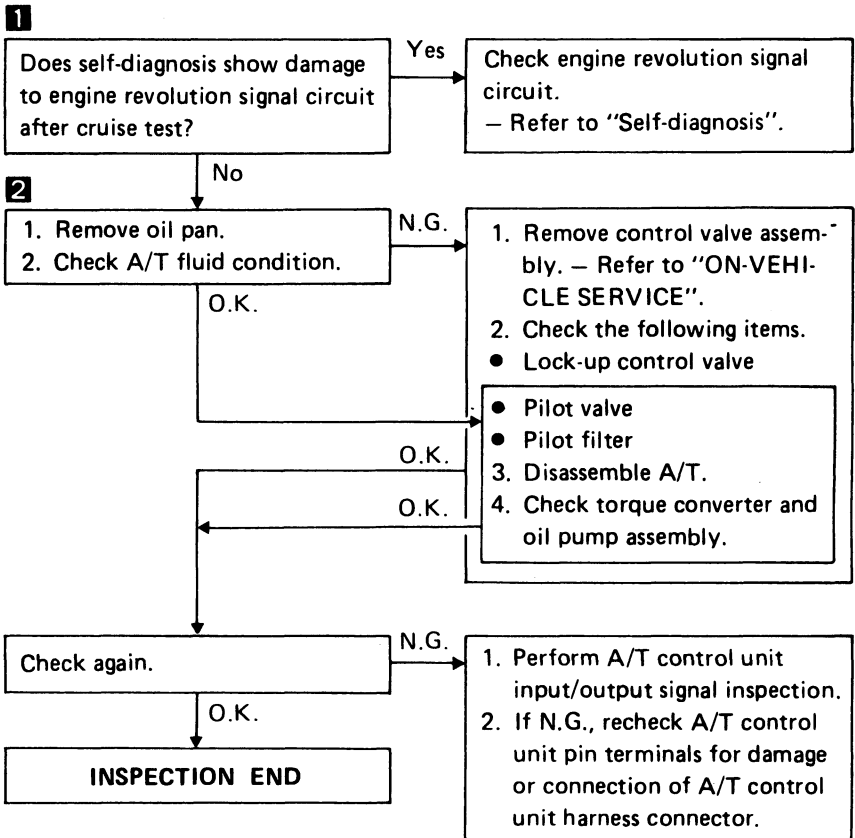 1
Does self-diagnosis show damage
to engine revolution signal circuit
after cruise test?
Yes
Check engine revolution signal
circuit.
— Refer to "Self-diagnosis".
No
2
1. Remove oil pan.
2. Check A/T fluid condition.
N.G.
O.K.
1. Remove control valve assem-
bly. — Refer to "ON-VEHI-
CLE SERVICE".
2. Check the following items.
● Lock-up control valve
● Pilot valve
● Pilot filter
3. Disassemble A/T.
4. Check torque converter and
oil pump assembly.
O.K.
O.K.
Check again.
N.G.
O.K.
1. Perform A/T control unit
input/output signal inspection.
2. If N.G., recheck A/T control
unit pin terminals for damage
or connection of A/T control
unit harness connector.
INSPECTION END